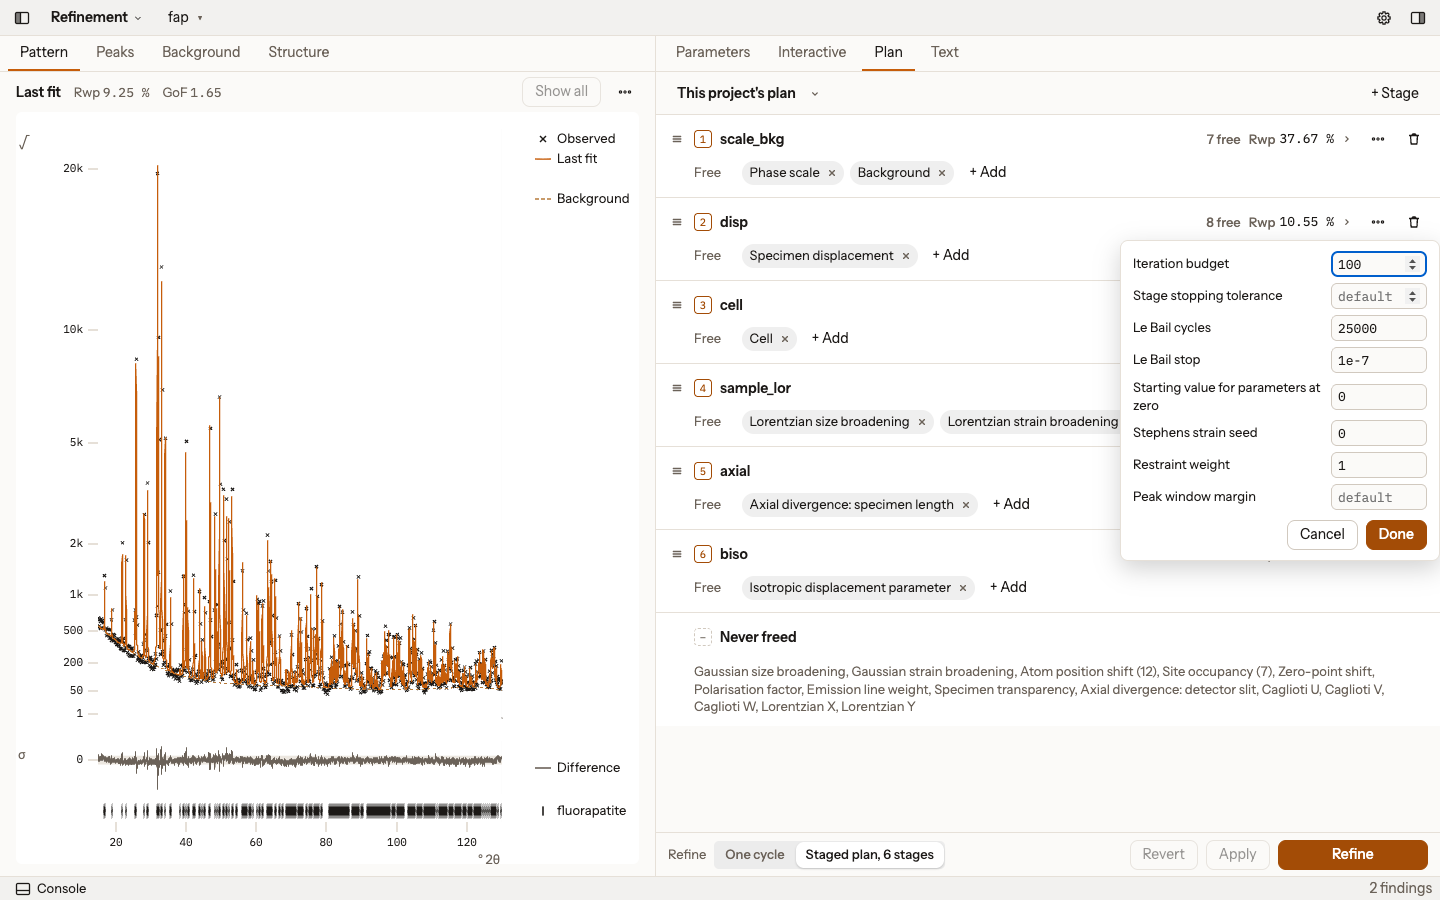 Refinement
fap
Pattern
Peaks
Background
Structure
Parameters
Interactive
Plan
Text
Last fit
Rwp 9.25 %
GoF 1.65
Show all
This project's plan
+ Stage
√
20k
10k
5k
2k
1k
500
200
50
1
σ
0
20
40
60
80
100
120
°2θ
Observed
Last fit
Background
Difference
fluorapatite
1 scale_bkg
7 free Rwp 37.67 %
Free Phase scale × Background × + Add
2 disp
8 free Rwp 10.55 %
Free Specimen displacement × + Add
3 cell
Free Cell × + Add
4 sample_lor
Free Lorentzian size broadening × Lorentzian strain broadening
5 axial
Free Axial divergence: specimen length × + Add
6 biso
Free Isotropic displacement parameter × + Add
Iteration budget 100
Stage stopping tolerance default
Le Bail cycles 25000
Le Bail stop 1e-7
Starting value for parameters at
zero
0
Stephens strain seed 0
Restraint weight 1
Peak window margin default
Cancel
Done
– Never freed
Gaussian size broadening, Gaussian strain broadening, Atom position shift (12), Site occupancy (7), Zero-point shift,
Polarisation factor, Emission line weight, Specimen transparency, Axial divergence: detector slit, Caglioti U, Caglioti V,
Caglioti W, Lorentzian X, Lorentzian Y
Refine
One cycle
Staged plan, 6 stages
Revert
Apply
Refine
Console
2 findings